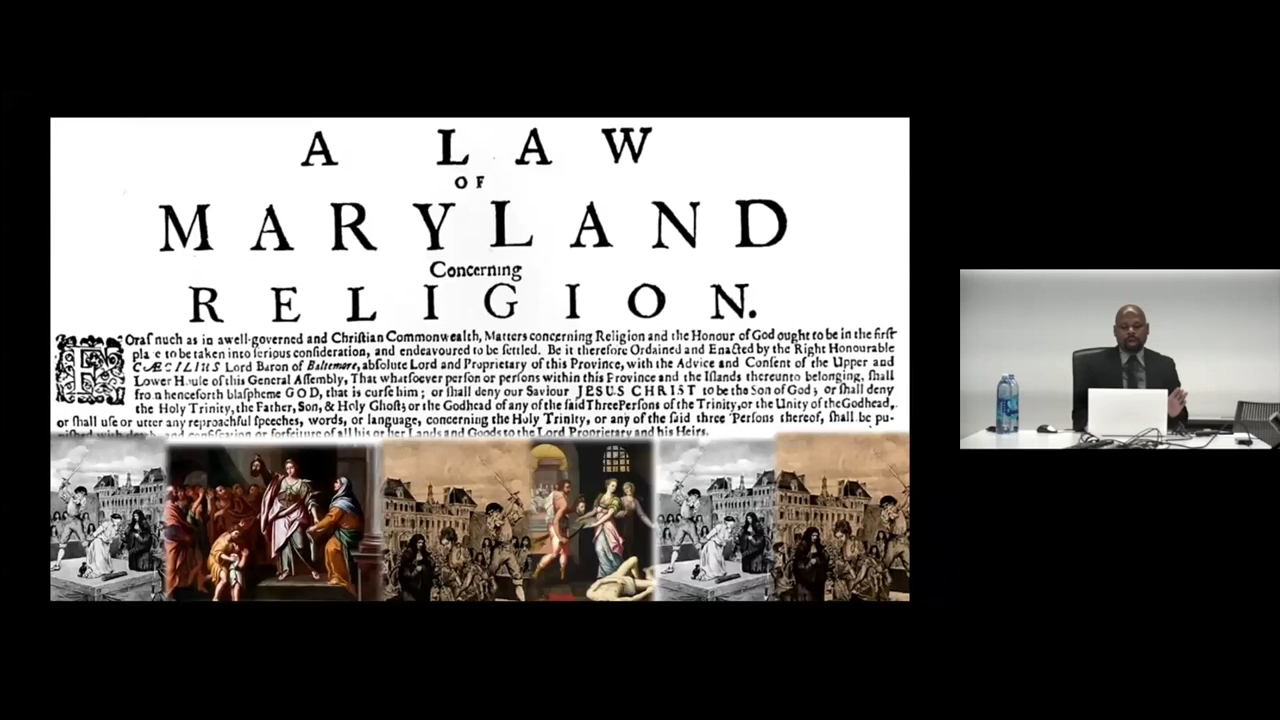 A LAW
OF
MARYLAND
Concerning
RELIGION.
FOraſmuch as in a well-governed and Chriſtian Commonwealth, Matters concerning Religion and the Honour of God ought to be in the firſt
place to be taken into ſerious conſideration, and endeavoured to be ſettled. Be it therefore Ordained and Enacted by the Right Honourable
CÆCILIUS Lord Baron of Baltemore, abſolute Lord and Proprietary of this Province, with the Advice and Conſent of the Upper and
Lower Houſe of this General Aſſembly, That whatſoever perſon or perſons within this Province and the Iſlands thereunto belonging, ſhall
from henceforth blaſpheme GOD, that is curſe him; or ſhall deny our Saviour JESUS CHRIST to be the Son of God; or ſhall deny
the Holy Trinity, the Father, Son, & Holy Ghoſt; or the Godhead of any of the ſaid Three Perſons of the Trinity, or the Unity of the Godhead,
or ſhall uſe or utter any reproachful ſpeeches, words, or language, concerning the Holy Trinity, or any of the ſaid three Perſons thereof, ſhall be pu-
niſhed with death, and confiſcation or forfeiture of all his or her Lands and Goods to the Lord Proprietary and his Heirs.